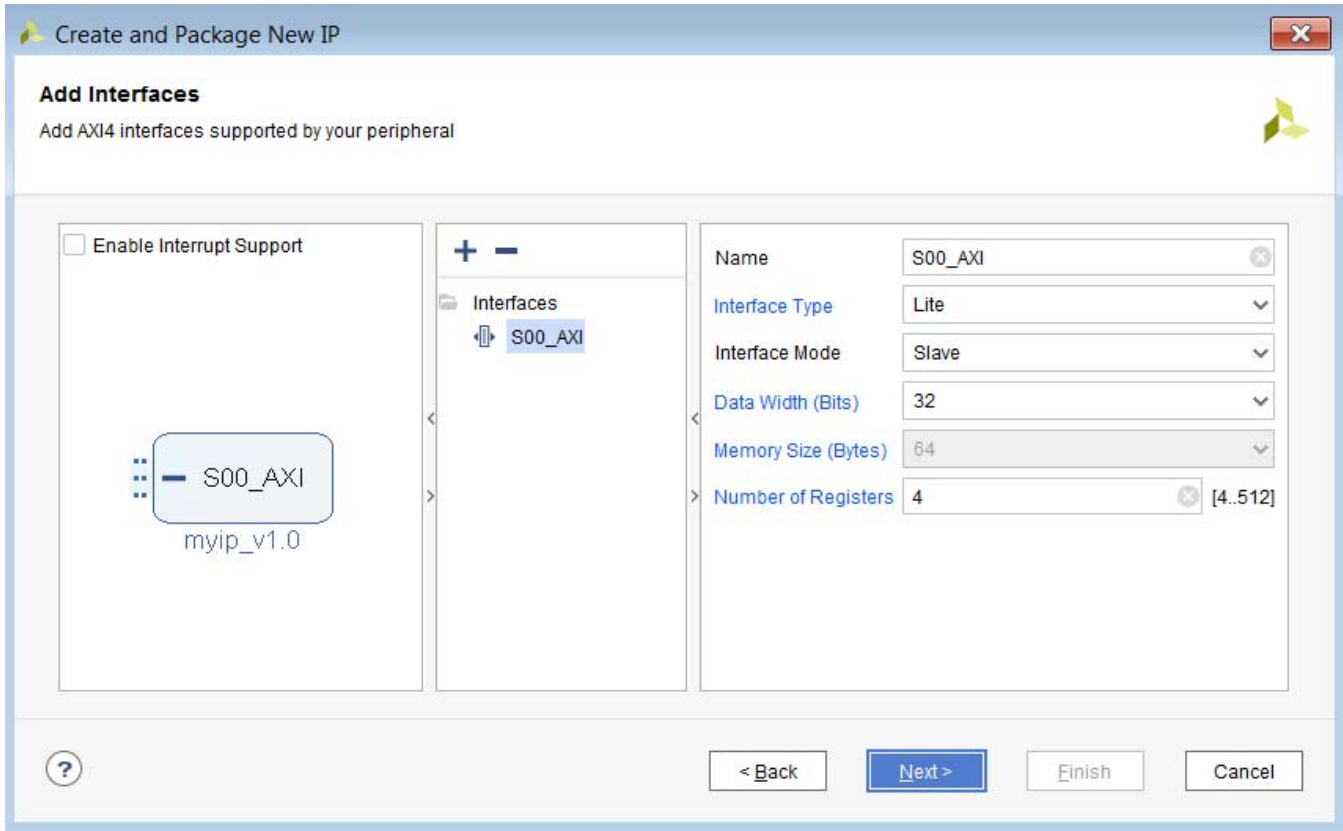 Create and Package New IP
Add Interfaces
Add AXI4 interfaces supported by your peripheral
Enable Interrupt Support
S00_AXI
myip_v1.0
Interfaces
S00_AXI
Name S00_AXI
Interface Type Lite
Interface Mode Slave
Data Width (Bits) 32
Memory Size (Bytes) 64
Number of Registers 4 [4..512]
? < Back Next > Finish Cancel